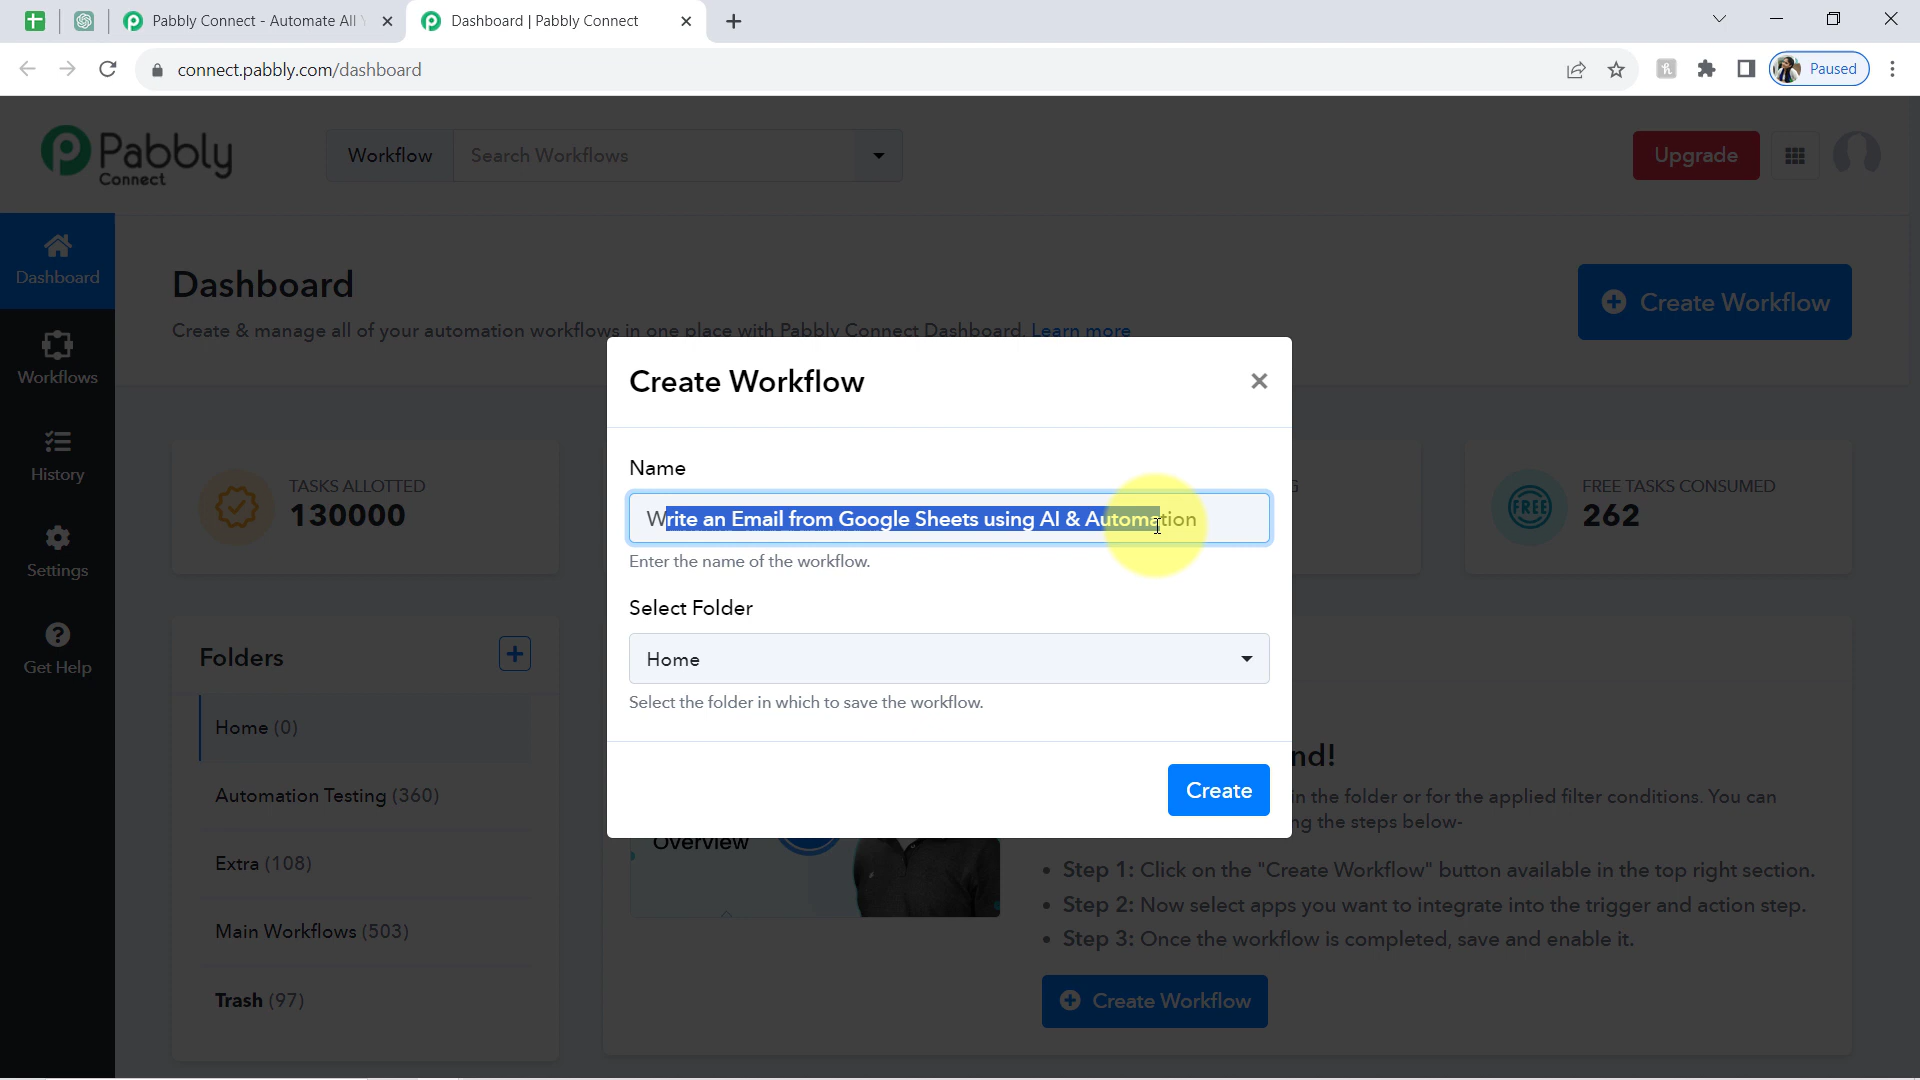 Pabbly Connect - Automate All
Dashboard | Pabbly Connect
connect.pabbly.com/dashboard
Paused
Pabbly
Connect
Workflow
Search Workflows
Upgrade
Dashboard
Workflows
History
Settings
Get Help
Dashboard
Create & manage all of your automation workflows in one place with Pabbly Connect Dashboard. Learn more
Create Workflow
TASKS ALLOTTED
130000
FREE
FREE TASKS CONSUMED
262
Create Workflow
Name
Write an Email from Google Sheets using AI & Automation
Enter the name of the workflow.
Select Folder
Home
Select the folder in which to save the workflow.
Create
Folders
Home (0)
Automation Testing (360)
Extra (108)
Main Workflows (503)
Trash (97)
Overview
in the folder or for the applied filter conditions. You can
the steps below-
Step 1: Click on the "Create Workflow" button available in the top right section.
Step 2: Now select apps you want to integrate into the trigger and action step.
Step 3: Once the workflow is completed, save and enable it.
Create Workflow